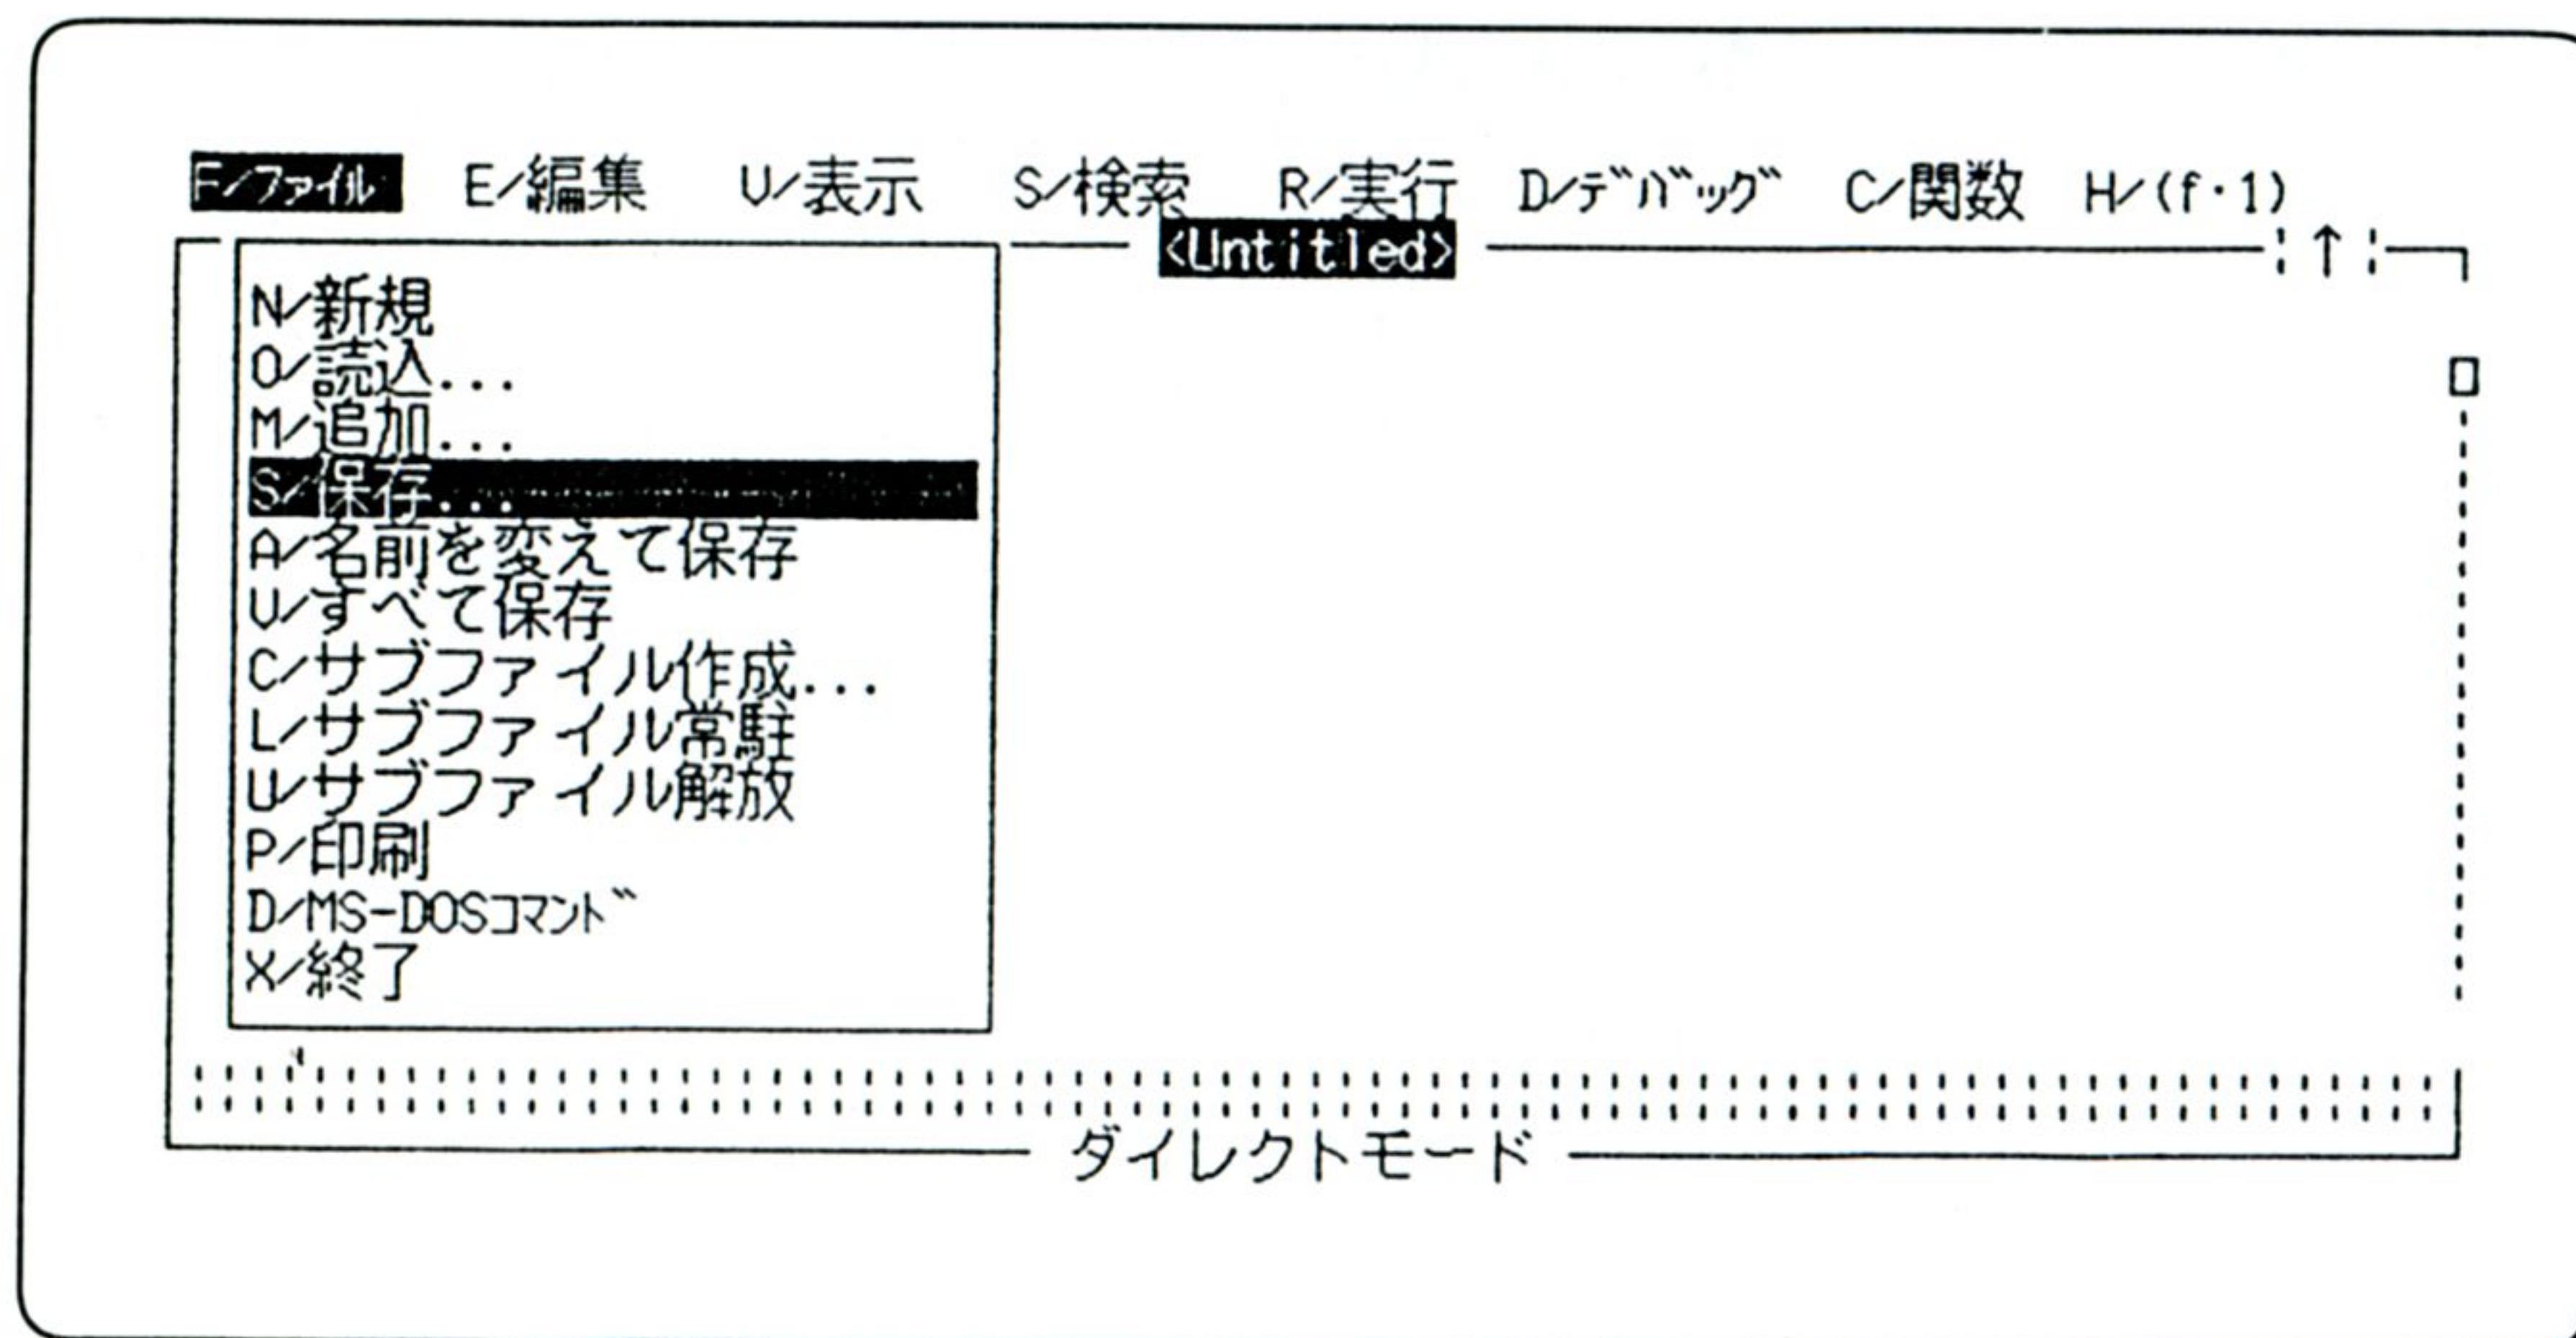 F/ファイル E/編集 V/表示 S/検索 R/実行 D/デバッグ C/関数 H/(f・1)
<Untitled> ↑
N/新規
O/読込...
M/追加...
S/保存...
A/名前を変えて保存
V/すべて保存
C/サブファイル作成...
L/サブファイル常駐
U/サブファイル解放
P/印刷
D/MS-DOSコマンド
X/終了
ダイレクトモード